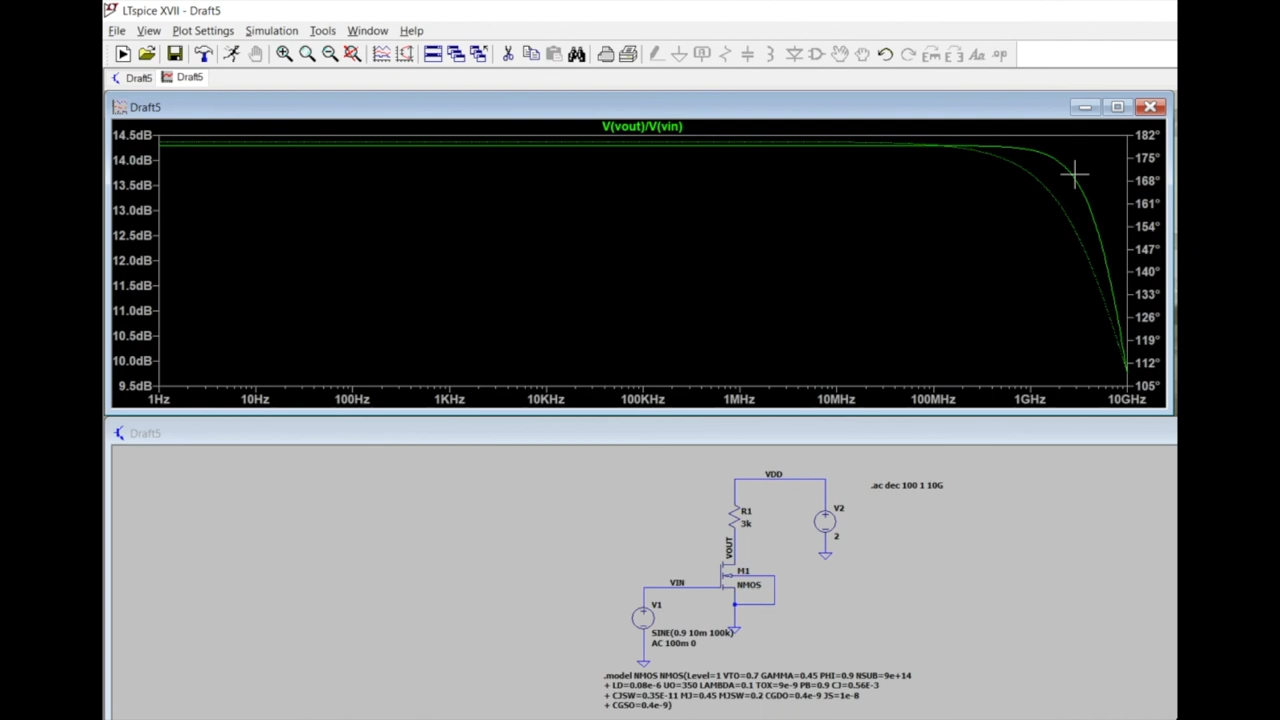 LTspice XVII - Draft5
File View Plot Settings Simulation Tools Window Help
Draft5 Draft5
Draft5
V(vout)/V(vin)
14.5dB 182°
14.0dB 175°
13.5dB 168°
13.0dB 161°
12.5dB 154°
12.0dB 147°
11.5dB 140°
11.0dB 133°
10.5dB 126°
10.0dB 119°
9.5dB 112°
105°
1Hz 10Hz 100Hz 1KHz 10KHz 100KHz 1MHz 10MHz 100MHz 1GHz 10GHz
Draft5
VDD
.ac dec 100 1 10G
R1
3k
V2
2
VOUT
M1
NMOS
VIN
V1
SINE(0.9 10m 100k)
AC 100m 0
.model NMOS NMOS(Level=1 VTO=0.7 GAMMA=0.45 PHI=0.9 NSUB=9e+14
+ LD=0.08e-6 UO=350 LAMBDA=0.1 TOX=9e-9 PB=0.9 CJ=0.56E-3
+ CJSW=0.35E-11 MJ=0.45 MJSW=0.2 CGDO=0.4e-9 JS=1e-8
+ CGSO=0.4e-9)